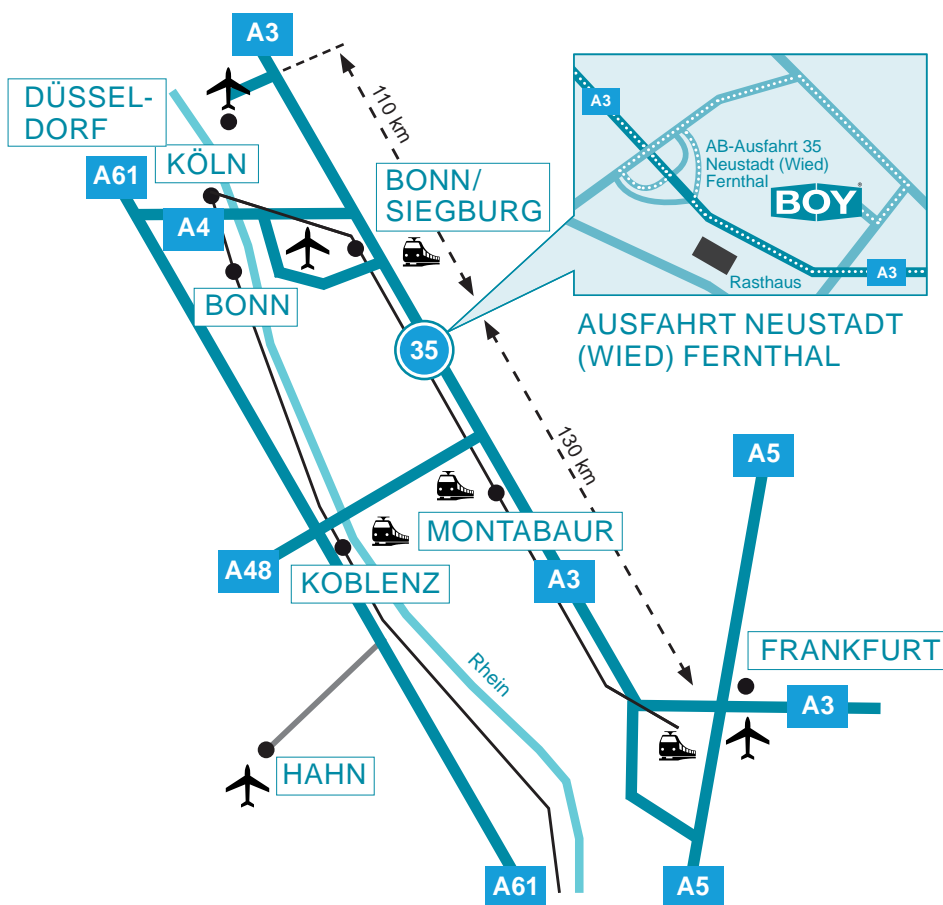 A3
DÜSSEL-
DORF
110 km
A3
AB-Ausfahrt 35
Neustadt (Wied)
Fernthal
BOY
®
Rasthaus
A3
A61
KÖLN
BONN/
SIEGBURG
A4
BONN
AUSFAHRT NEUSTADT
(WIED) FERNTHAL
35
130 km
A5
MONTABAUR
A48
KOBLENZ
A3
Rhein
FRANKFURT
A3
HAHN
A61
A5